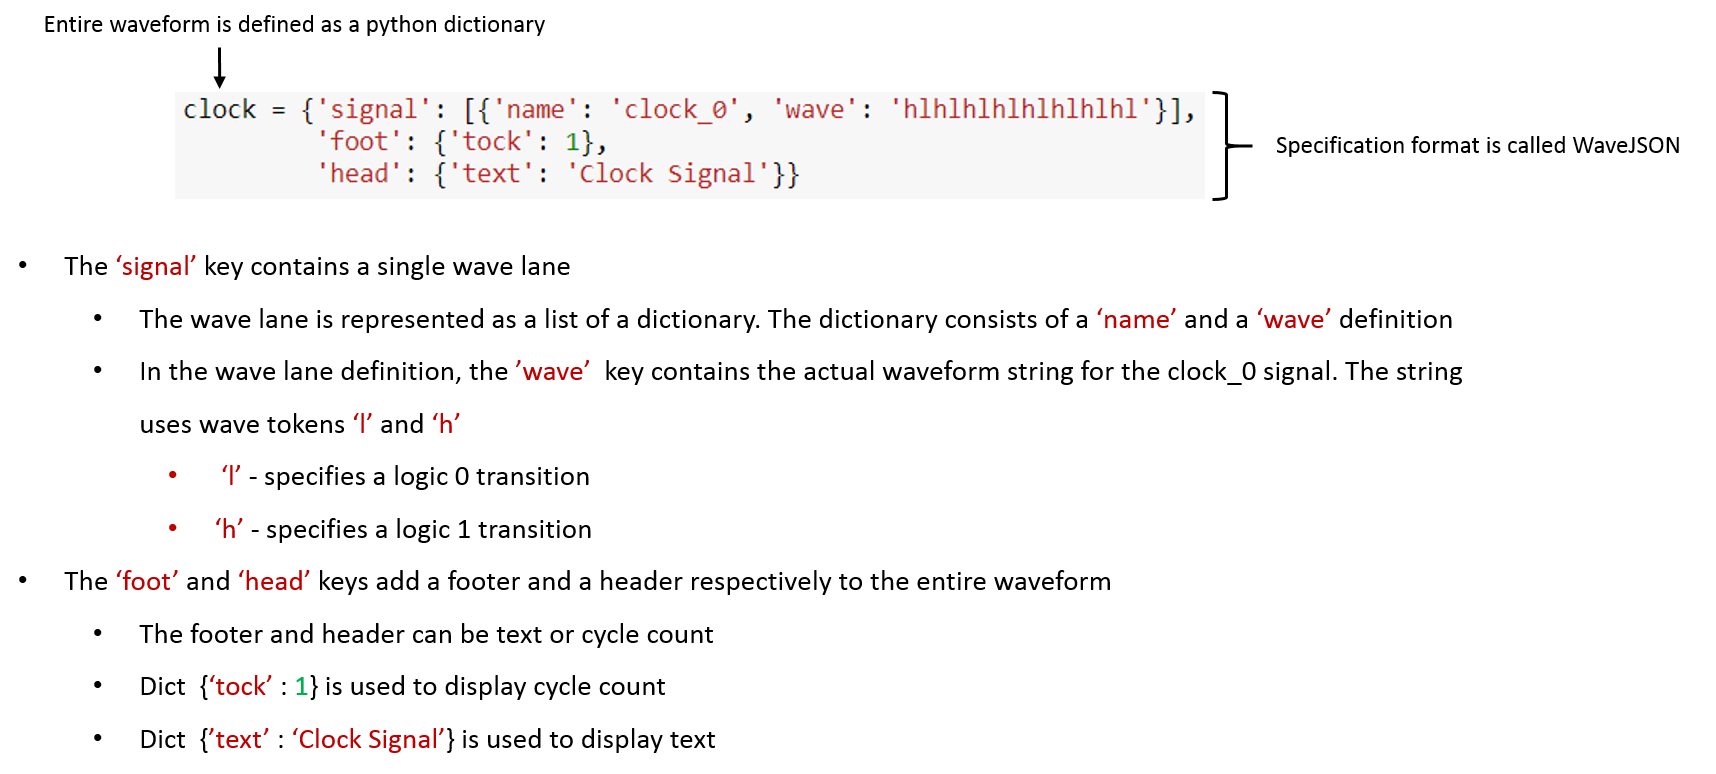 Entire waveform is defined as a python dictionary
clock = {'signal': [{'name': 'clock_0', 'wave': 'hlhlhlhlhlhlhlhl'}],
'foot': {'tock': 1},
'head': {'text': 'Clock Signal'}}
Specification format is called WaveJSON
• The ‘signal’ key contains a single wave lane
• The wave lane is represented as a list of a dictionary. The dictionary consists of a ‘name’ and a ‘wave’ definition
• In the wave lane definition, the ’wave’ key contains the actual waveform string for the clock_0 signal. The string
uses wave tokens ‘l’ and ‘h’
• ‘l’ - specifies a logic 0 transition
• ‘h’ - specifies a logic 1 transition
• The ‘foot’ and ‘head’ keys add a footer and a header respectively to the entire waveform
• The footer and header can be text or cycle count
• Dict {‘tock’ : 1} is used to display cycle count
• Dict {’text’ : ‘Clock Signal’} is used to display text